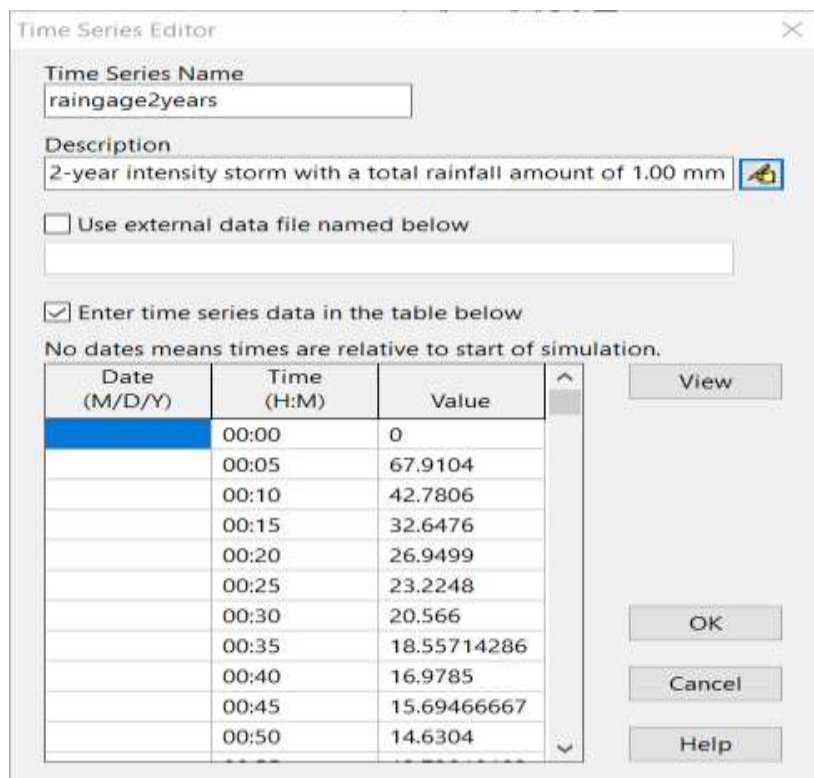 Time Series Editor
Time Series Name
raingage2years
Description
2-year intensity storm with a total rainfall amount of 1.00 mm
Use external data file named below
Enter time series data in the table below
No dates means times are relative to start of simulation.
Date Time
(M/D/Y) (H:M) Value
00:00 0
00:05 67.9104
00:10 42.7806
00:15 32.6476
00:20 26.9499
00:25 23.2248
00:30 20.566
00:35 18.55714286
00:40 16.9785
00:45 15.69466667
00:50 14.6304
View
OK
Cancel
Help